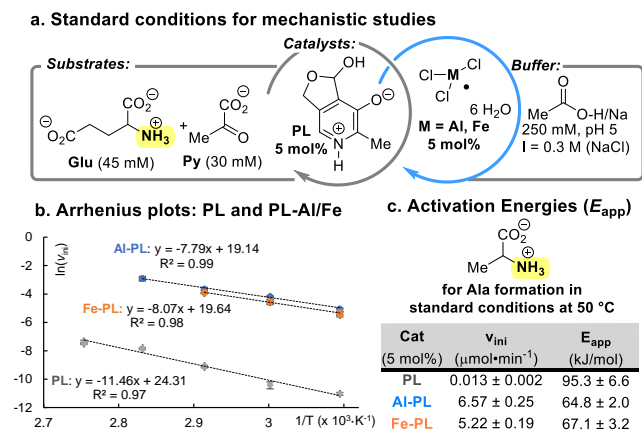 a. Standard conditions for mechanistic studies
Substrates:
Catalysts:
Buffer:
⊖
CO₂⊖
⊖O₂C
NH₃
⊕
Glu (45 mM)
+
CO₂⊖
Me
O
Py (30 mM)
OH
O
O⊖
PL
5 mol%
⊕
N
H
Me
Cl
Cl
M
Cl
•
6 H₂O
M = Al, Fe
5 mol%
O
Me
O-H/Na
250 mM, pH 5
I = 0.3 M (NaCl)
b. Arrhenius plots: PL and PL-Al/Fe
ln(vᵢₙᵢ)
0
-2
-4
-6
-8
-10
-12
Al-PL: y = -7.79x + 19.14
R² = 0.99
Fe-PL: y = -8.07x + 19.64
R² = 0.98
PL: y = -11.46x + 24.31
R² = 0.97
2.7 2.8 2.9 3 1/T (x 10³·K⁻¹)
c. Activation Energies (Eₐₚₚ)
CO₂⊖
⊕
Me
NH₃
for Ala formation in
standard conditions at 50 °C
Cat vᵢₙᵢ Eₐₚₚ
(5 mol%) (μmol•min⁻¹) (kJ/mol)
PL 0.013 ± 0.002 95.3 ± 6.6
Al-PL 6.57 ± 0.25 64.8 ± 2.0
Fe-PL 5.22 ± 0.19 67.1 ± 3.2